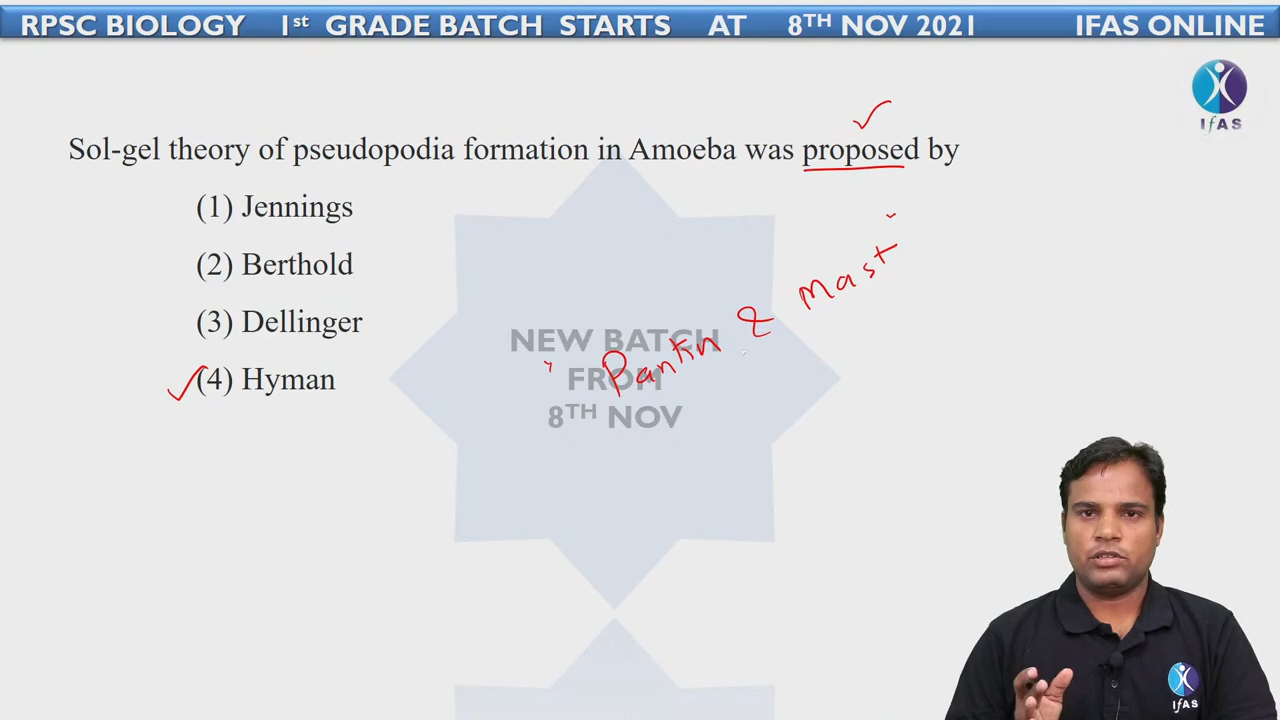 RPSC BIOLOGY 1st GRADE BATCH STARTS AT 8TH NOV 2021 IFAS ONLINE
IfAS
Sol-gel theory of pseudopodia formation in Amoeba was proposed by
(1) Jennings
(2) Berthold
(3) Dellinger
(4) Hyman
Pantin & Mast
NEW BATCH
FROM
8TH NOV
IfAS